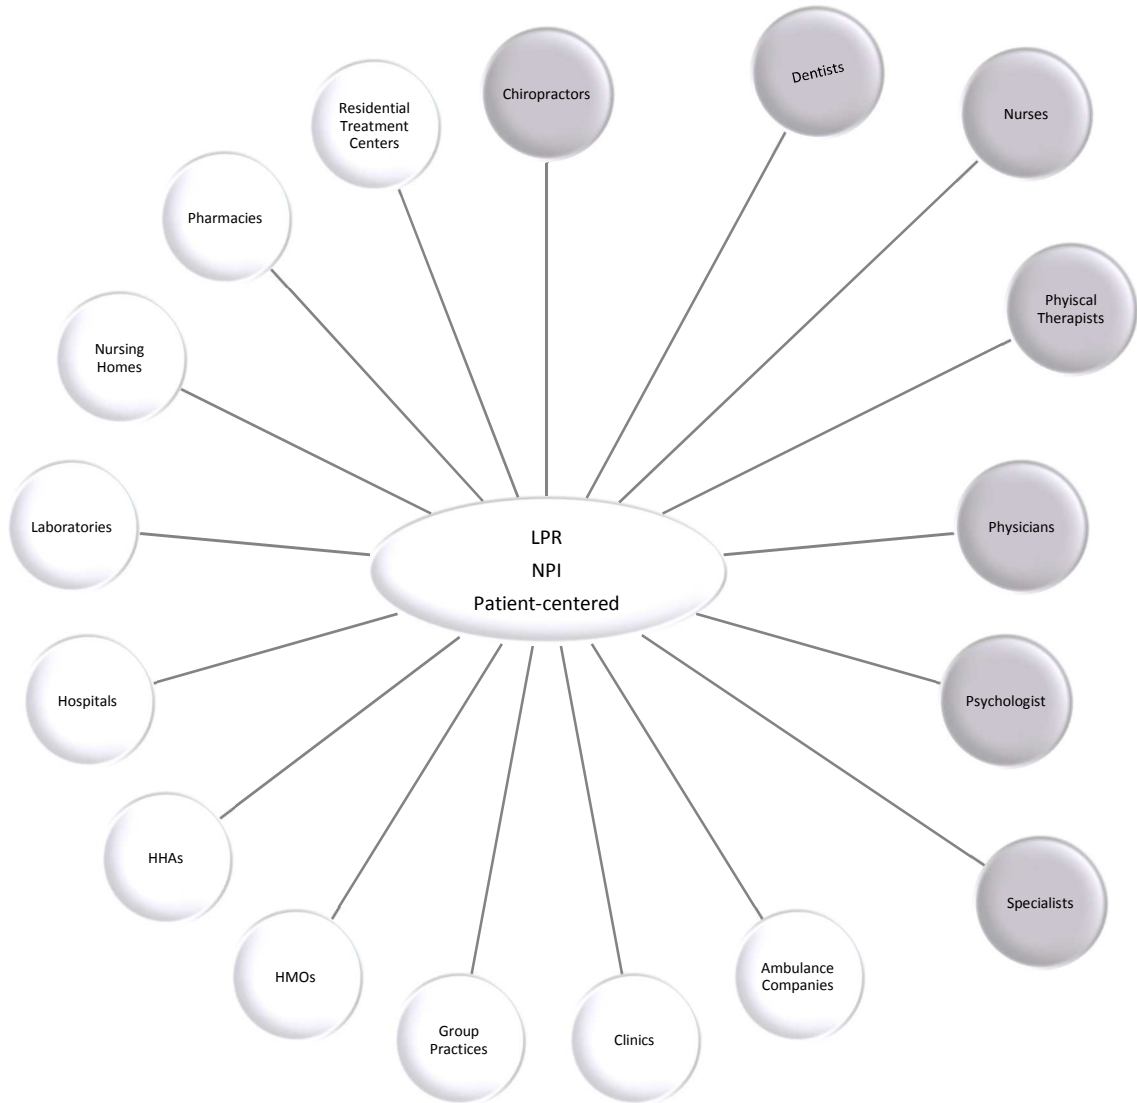 Chiropractors
Dentists
Nurses
Phyiscal
Therapists
Physicians
Psychologist
Specialists
Ambulance
Companies
Clinics
Group
Practices
HMOs
HHAs
Hospitals
Laboratories
Nursing
Homes
Pharmacies
Residential
Treatment
Centers
LPR
NPI
Patient-centered